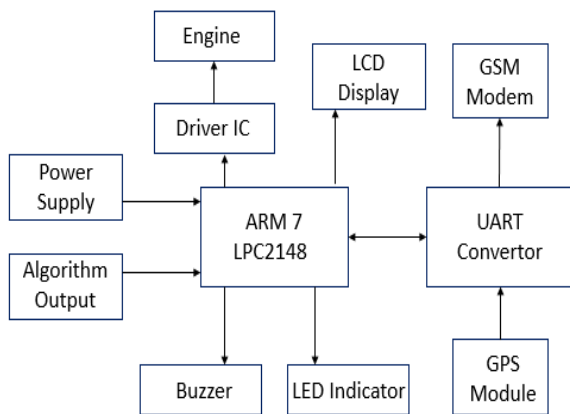 Engine
LCD
Display
GSM
Modem
Driver IC
Power
Supply
ARM 7
LPC2148
UART
Convertor
Algorithm
Output
Buzzer
LED Indicator
GPS
Module